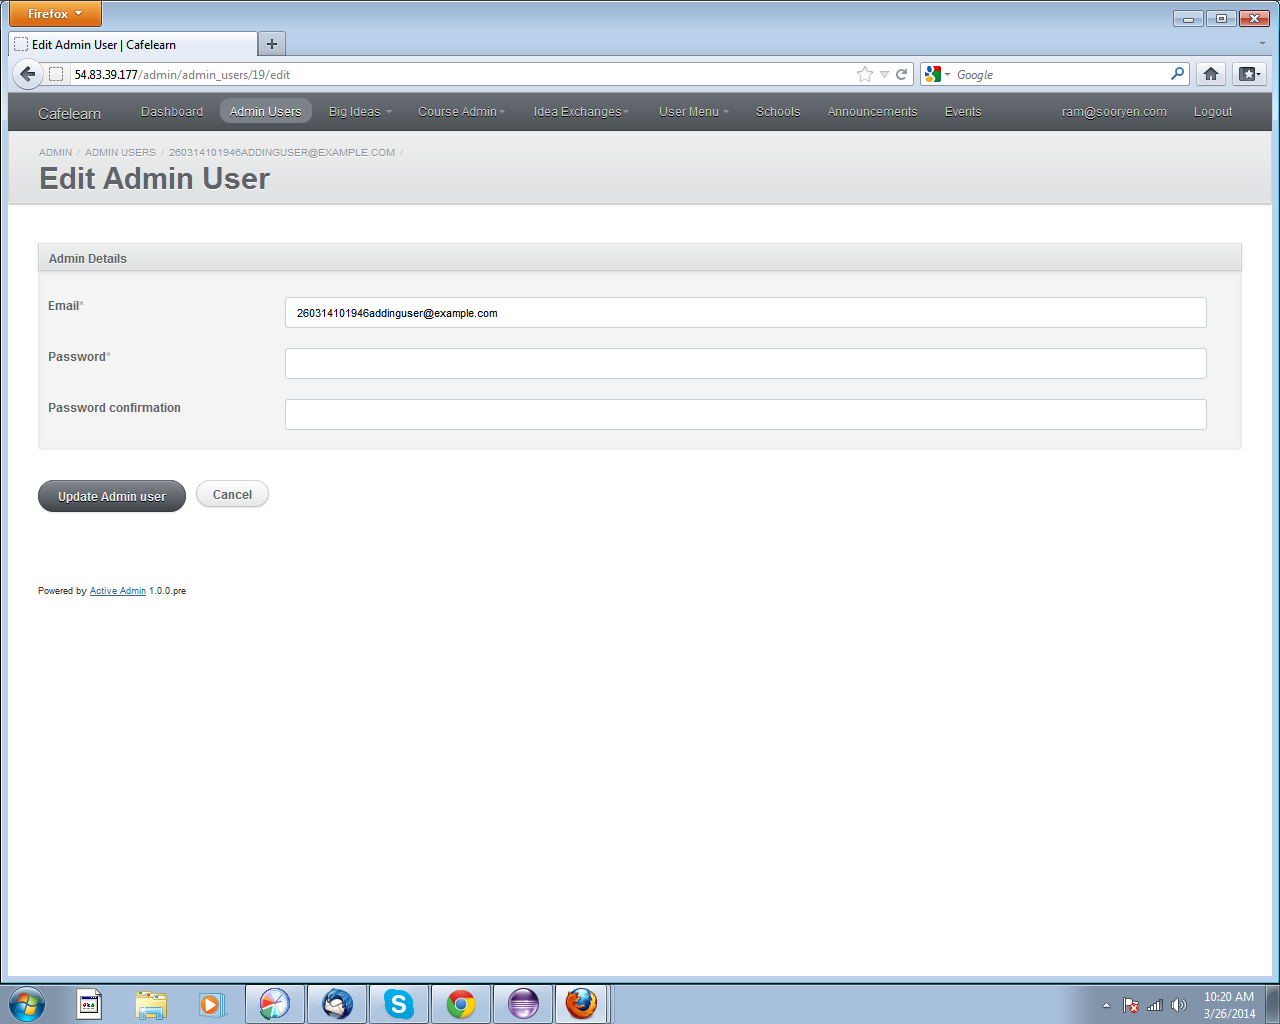 Firefox
Edit Admin User | Cafelearn
54.83.39.177/admin/admin_users/19/edit
Google
Cafelearn Dashboard Admin Users Big Ideas Course Admin Idea Exchanges User Menu Schools Announcements Events ram@sooryen.com Logout
ADMIN / ADMIN USERS / 260314101946ADDINGUSER@EXAMPLE.COM /
Edit Admin User
Admin Details
Email*
260314101946addinguser@example.com
Password*
Password confirmation
Update Admin user Cancel
Powered by Active Admin 1.0.0.pre
10:20 AM
3/26/2014